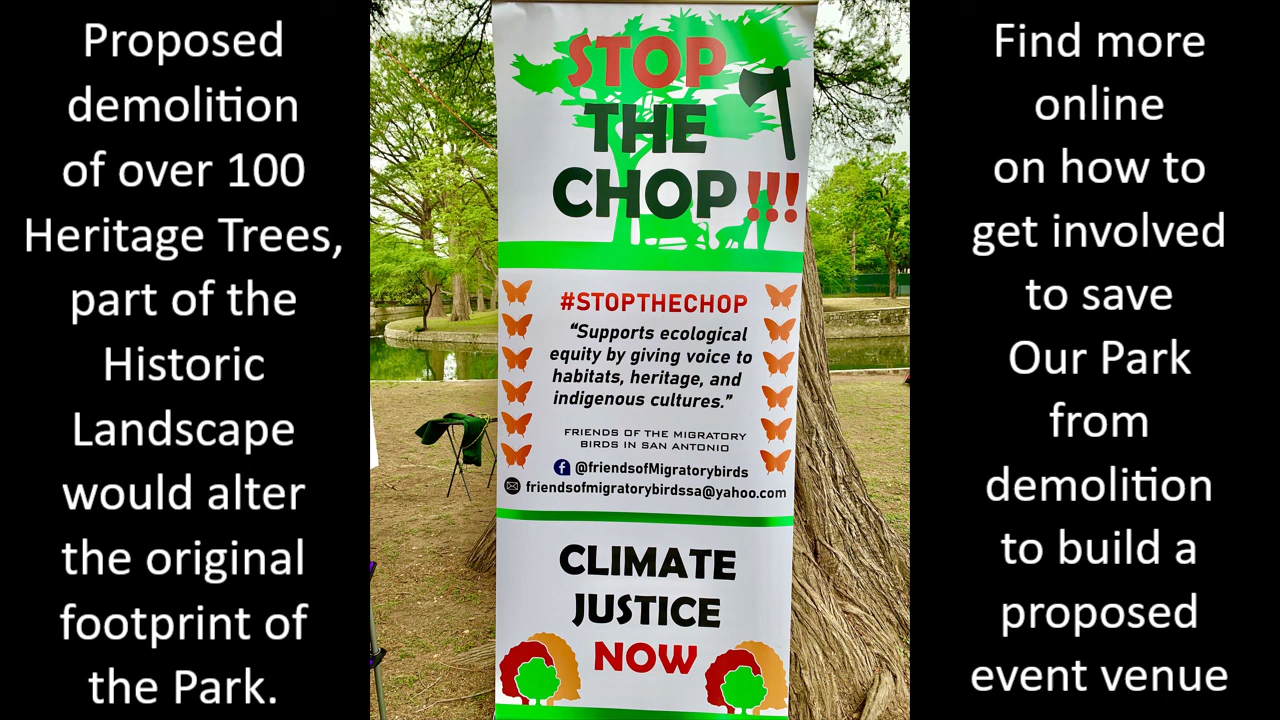 Proposed
demolition
of over 100
Heritage Trees,
part of the
Historic
Landscape
would alter
the original
footprint of
the Park.
STOP
THE
CHOP!!!
#STOPTHECHOP
“Supports ecological
equity by giving voice to
habitats, heritage, and
indigenous cultures.”
FRIENDS OF THE MIGRATORY
BIRDS IN SAN ANTONIO
@friendsofMigratorybirds
friendsofmigratorybirdssa@yahoo.com
CLIMATE
JUSTICE
NOW
Find more
online
on how to
get involved
to save
Our Park
from
demolition
to build a
proposed
event venue